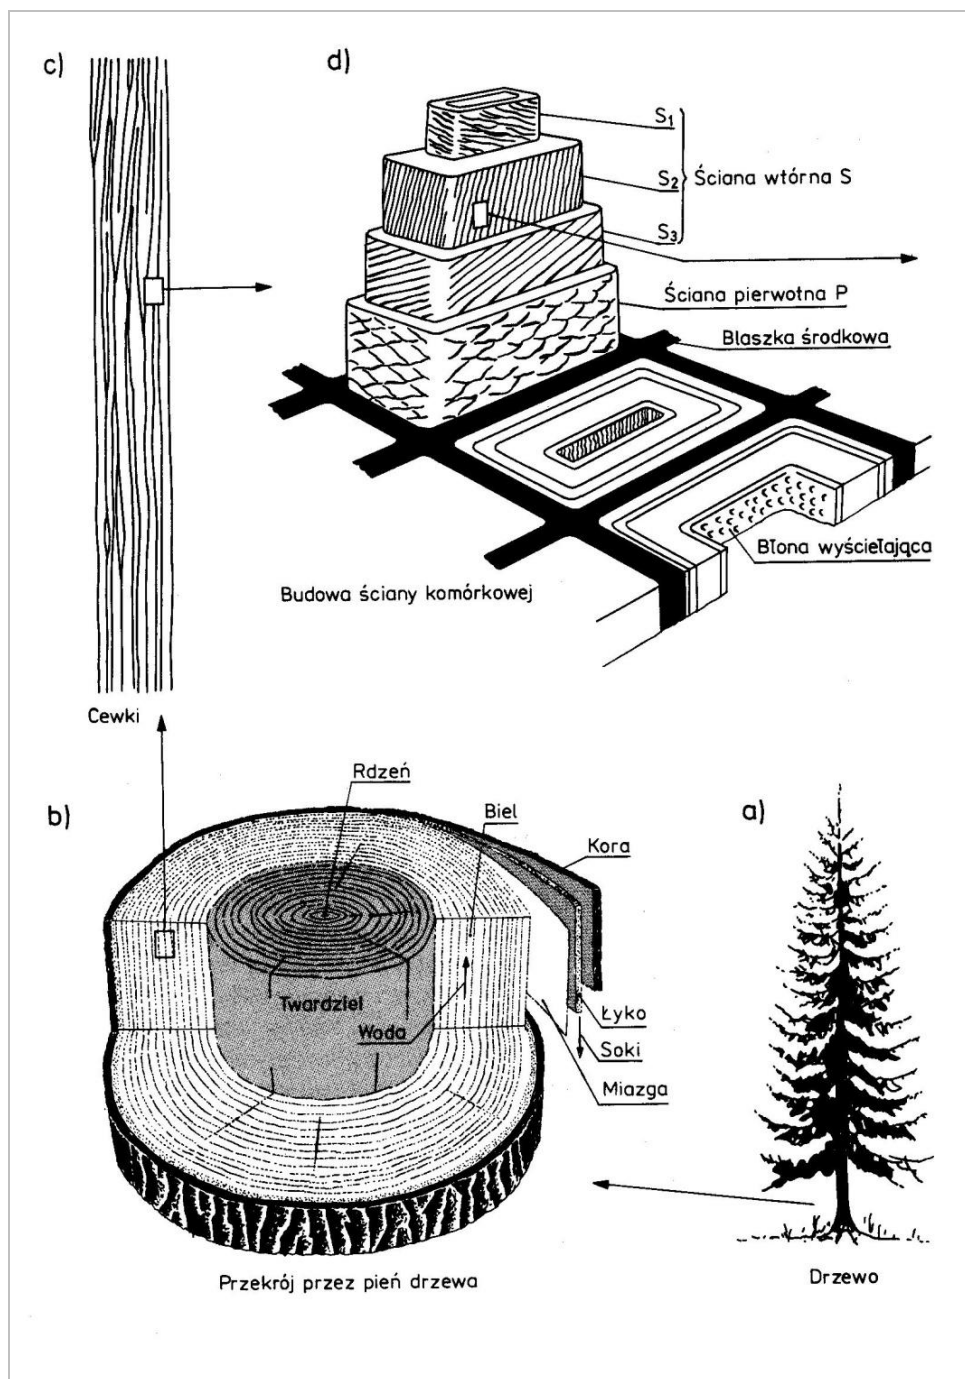 c)
d)
S1
S2
Ściana wtórna S
S3
Ściana pierwotna P
Blaszka środkowa
Błona wyściełająca
Budowa ściany komórkowej
Cewki
Rdzeń
b)
Biel
a)
Kora
Twardziel
Woda
Łyko
Soki
Miazga
Przekrój przez pień drzewa
Drzewo